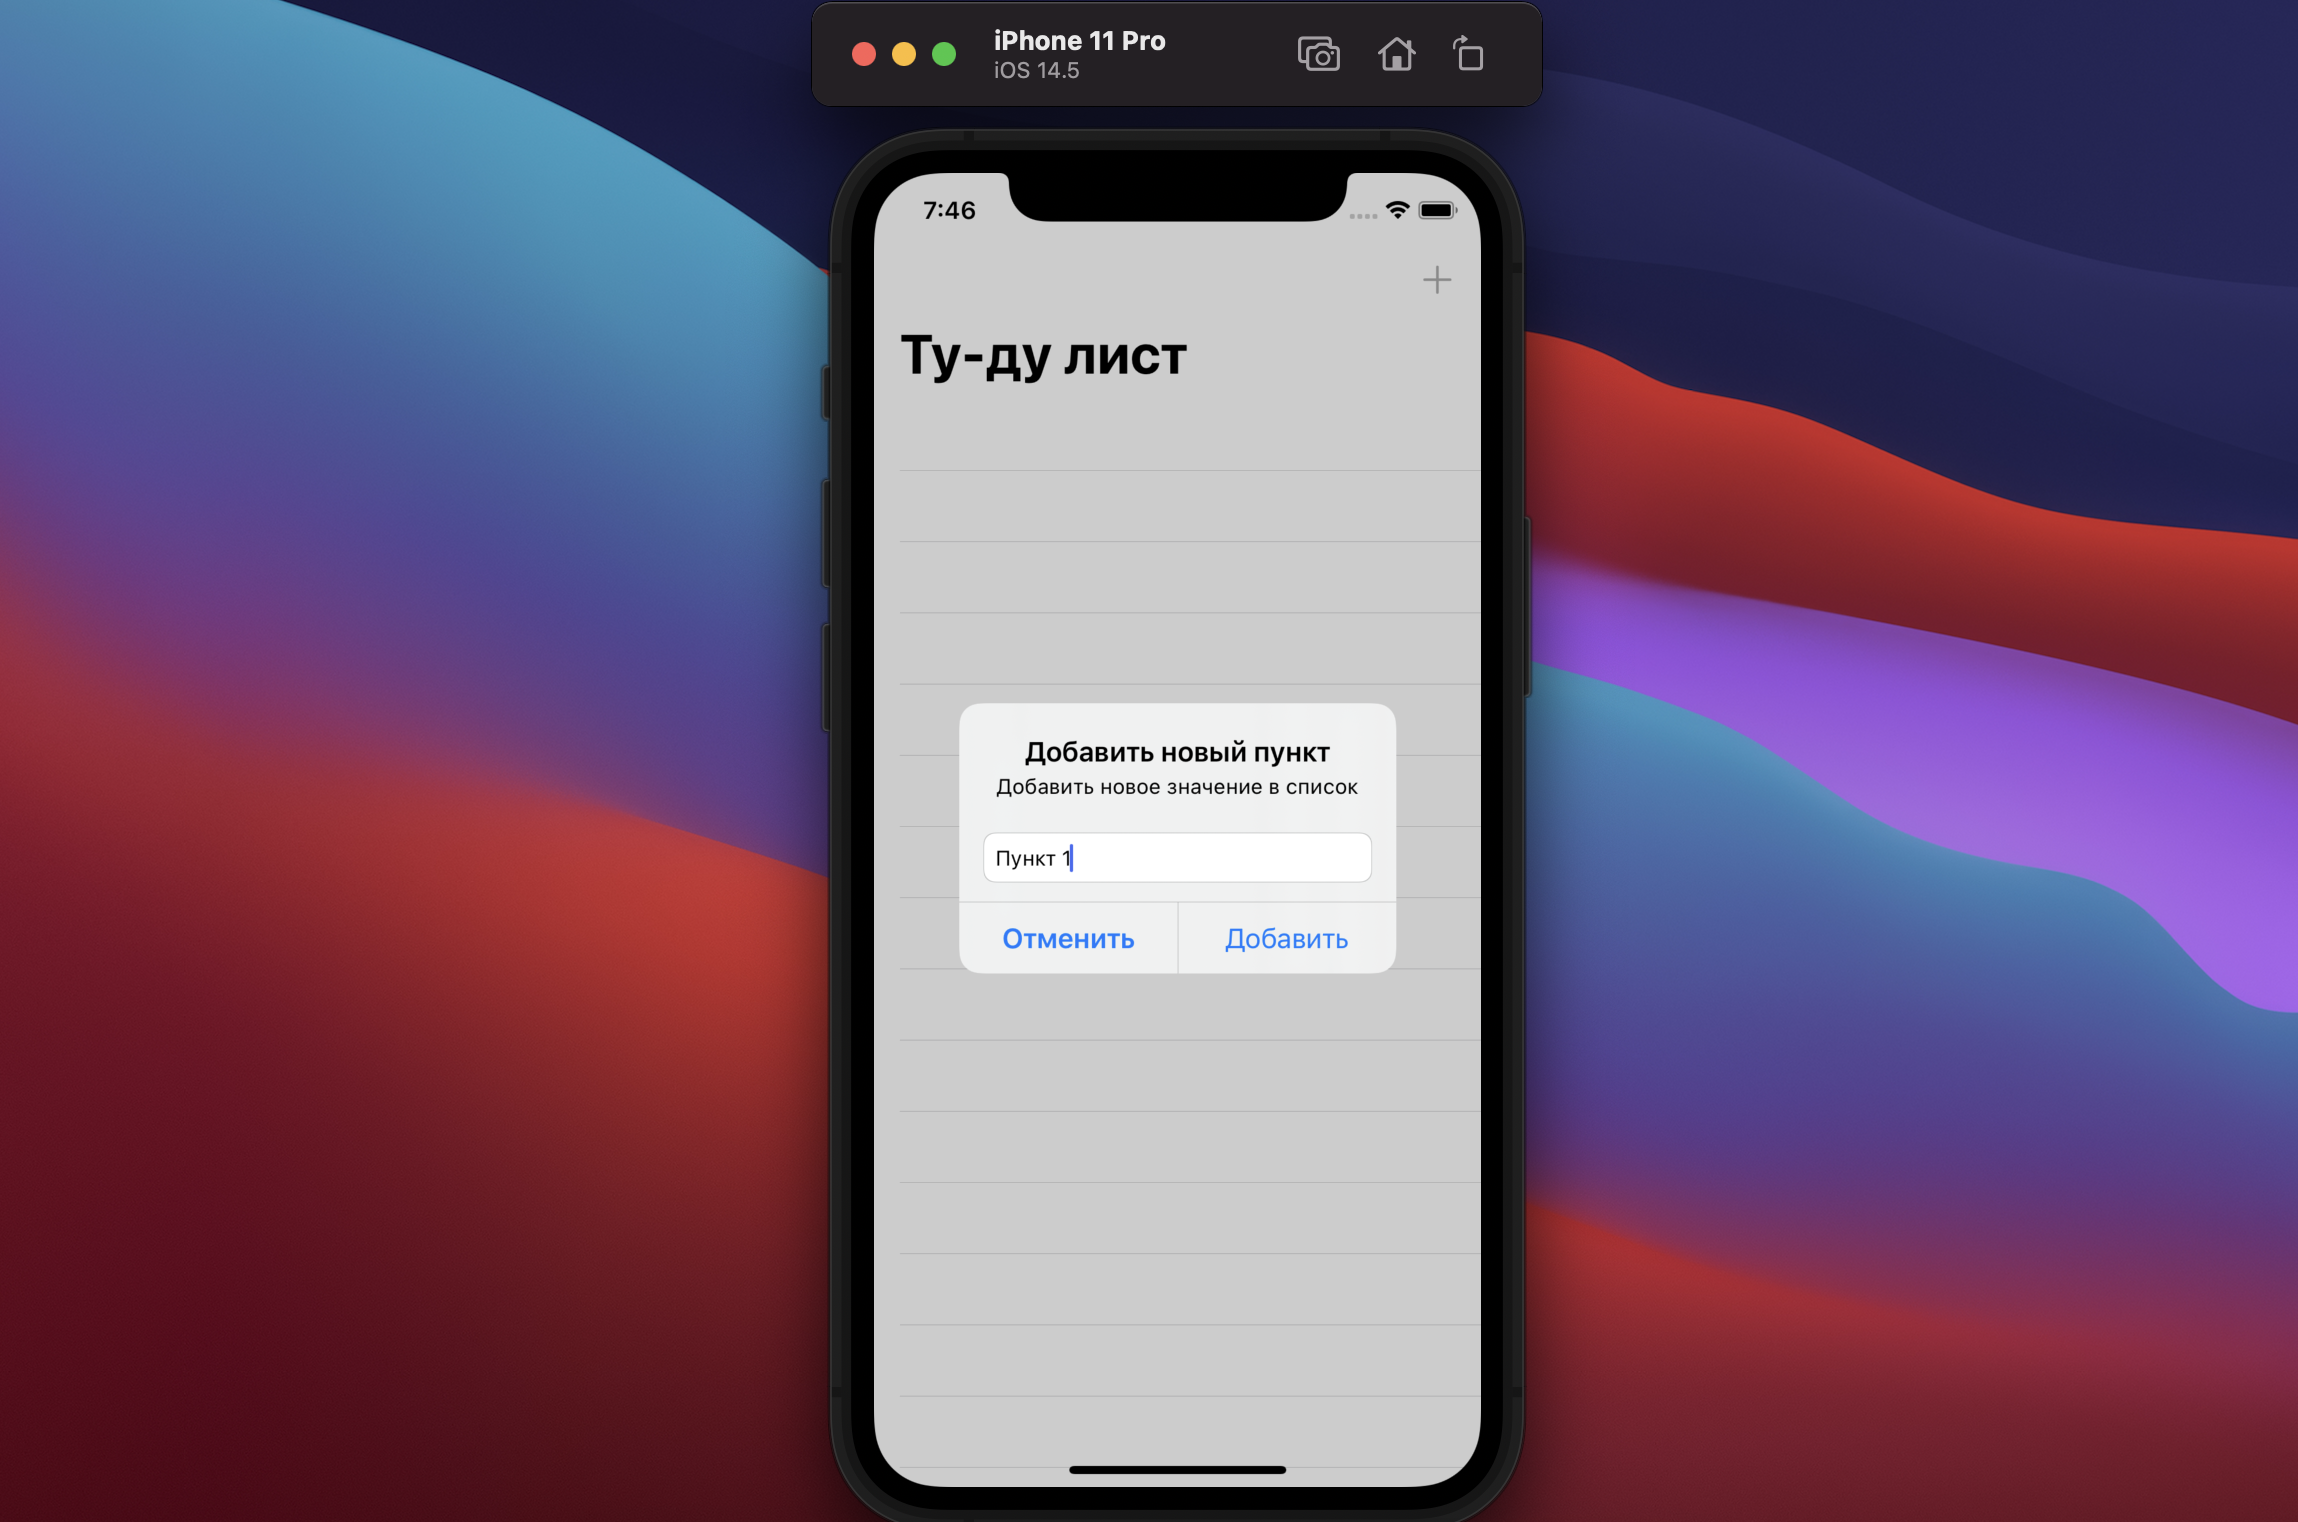 iPhone 11 Pro
iOS 14.5
7:46
Ту-ду лист
Добавить новый пункт
Добавить новое значение в список
Пункт 1
Отменить
Добавить